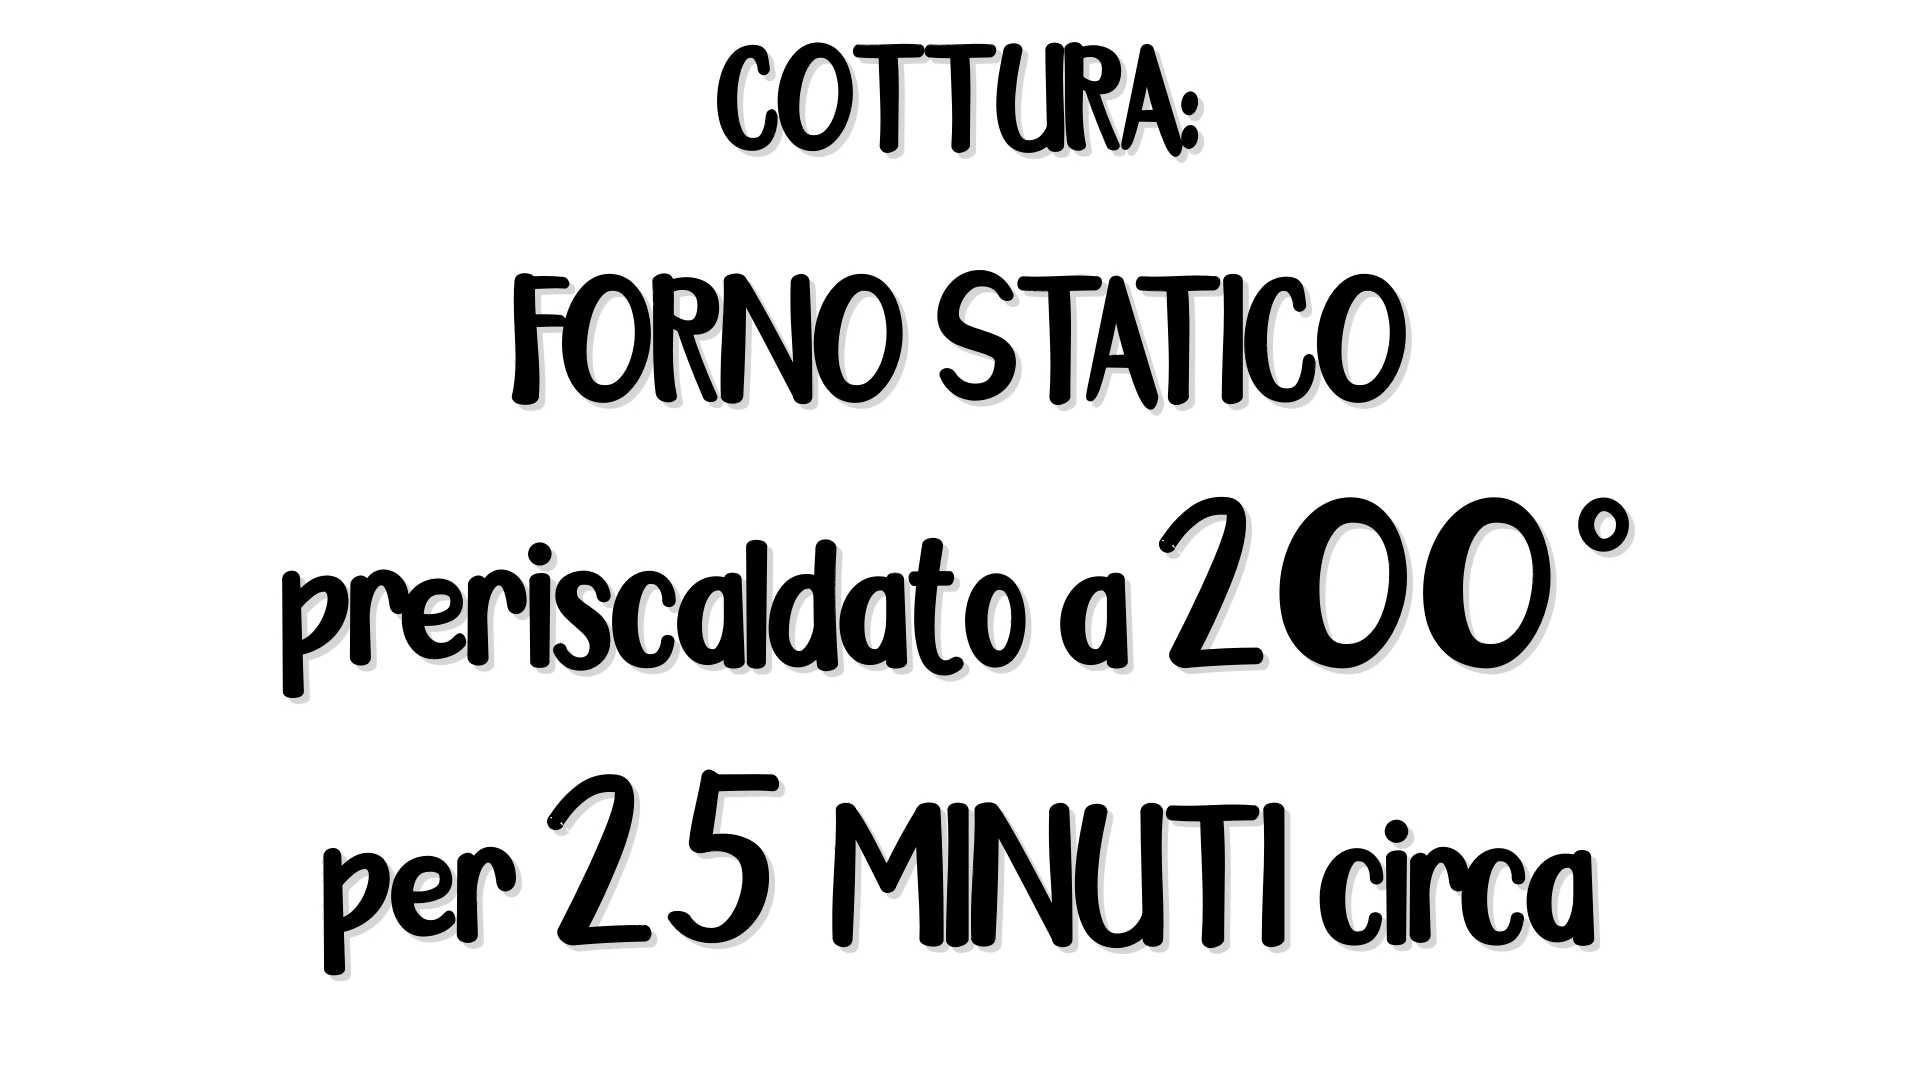 COTTURA:
FORNO STATICO
preriscaldato a 200°
per 25 MINUTI circa